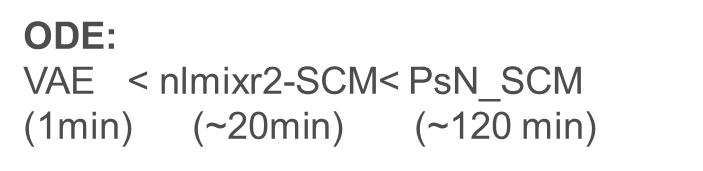 ODE:
VAE < nlmixr2-SCM< PsN_SCM
(1min) (~20min) (~120 min)